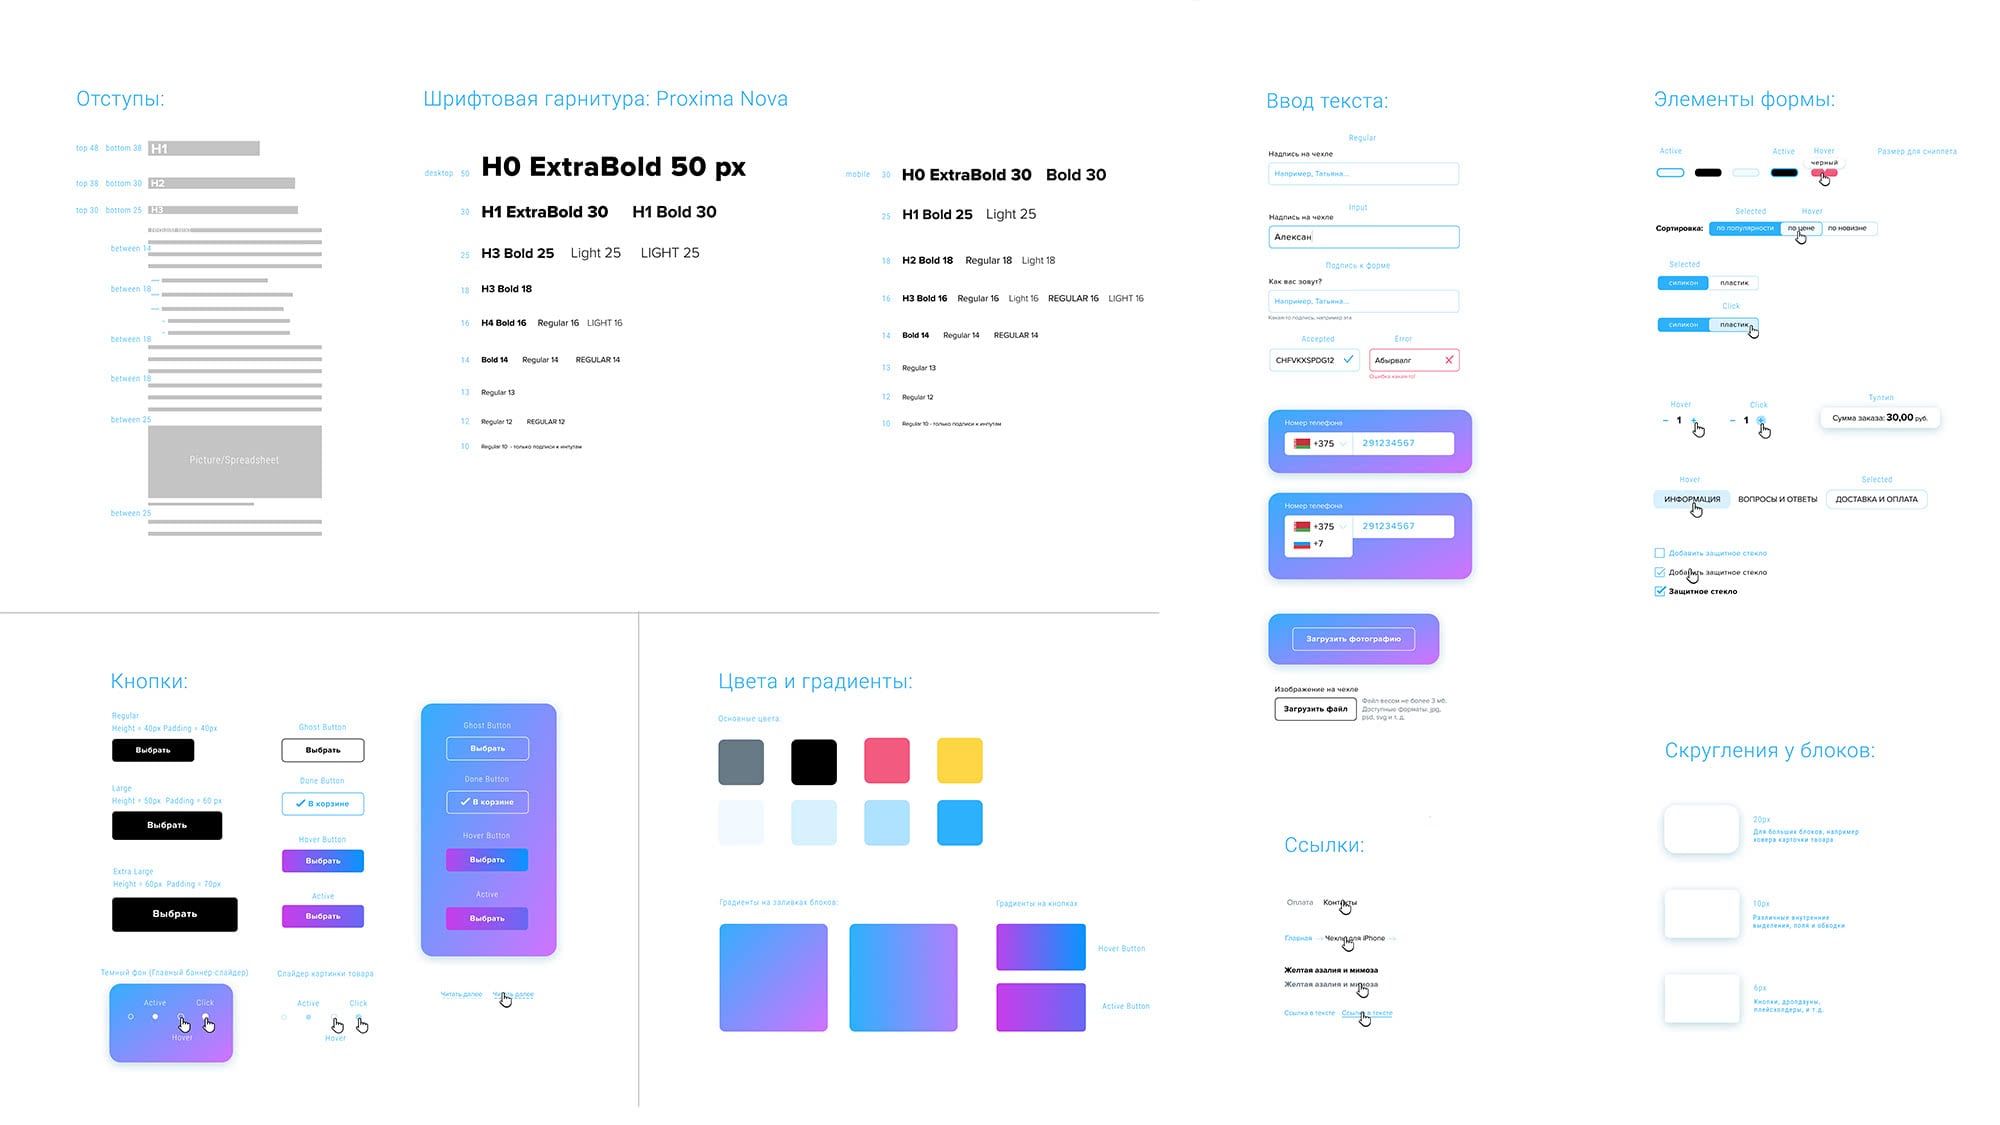 Отступы:
top 48 bottom 38 H1
top 38 bottom 30 H2
top 30 bottom 25 H3
between 14
between 18
between 18
between 18
between 25
Picture/Spreadsheet
between 25
Шрифтовая гарнитура: Proxima Nova
desktop 50 H0 ExtraBold 50 px
30 H1 ExtraBold 30 H1 Bold 30
25 H3 Bold 25 Light 25 LIGHT 25
18 H3 Bold 18
16 H4 Bold 16 Regular 16 LIGHT 16
14 Bold 14 Regular 14 REGULAR 14
13 Regular 13
12 Regular 12 REGULAR 12
10 Regular 10 - только подписи к инпутам
mobile 30 H0 ExtraBold 30 Bold 30
25 H1 Bold 25 Light 25
18 H2 Bold 18 Regular 18 Light 18
16 H3 Bold 16 Regular 16 Light 16 REGULAR 16 LIGHT 16
14 Bold 14 Regular 14 REGULAR 14
13 Regular 13
12 Regular 12
10 Regular 10 - только подписи к инпутам
Ввод текста:
Regular
Надпись на чехле
Например, Татьяна...
Input
Надпись на чехле
Алексан
Подпись к форме
Как вас зовут?
Например, Татьяна...
Какая-то подпись, например эта
Accepted Error
CHFVKXSPDG12 Абырвалг
Ошибка какая-то!
Номер телефона
+375 291234567
Номер телефона
+375 291234567
+7
Загрузить фотографию
Изображение на чехле
Загрузить файл
Файл весом не более 3 мб.
Доступные форматы: jpg,
psd, svg и т. д.
Элементы формы:
Active Active Hover Размер для сниппета
черный
Selected Hover
Сортировка: по популярности по цене по новизне
Selected
силикон пластик
Click
силикон пластик
Hover Click Тултип
1 1 Сумма заказа: 30,00 руб.
Hover Selected
ИНФОРМАЦИЯ ВОПРОСЫ И ОТВЕТЫ ДОСТАВКА И ОПЛАТА
Добавить защитное стекло
Добавить защитное стекло
Защитное стекло
Кнопки:
Regular
Height = 40px Padding = 40px
Выбрать
Large
Height = 50px Padding = 60 px
Выбрать
Extra Large
Height = 60px Padding = 70px
Выбрать
Ghost Button
Выбрать
Done Button
В корзине
Hover Button
Выбрать
Active
Выбрать
Ghost Button
Выбрать
Done Button
В корзине
Hover Button
Выбрать
Active
Выбрать
Темный фон (Главный баннер-слайдер)
Active Click
Hover
Слайдер картинки товара
Active Click
Hover
Читать далее Читать далее
Цвета и градиенты:
Основные цвета:
Градиенты на заливках блоков:
Градиенты на кнопках
Hover Button
Active Button
Ссылки:
Оплата Контакты
Главная Чехлы для iPhone
Желтая азалия и мимоза
Желтая азалия и мимоза
Ссылка в тексте Ссылка в тексте
Скругления у блоков:
20px
Для больших блоков, например
ковера карточки товара
10px
Различные внутренние
выделения, поля и обводки
6px
Кнопки, дропдауны,
плейсхолдеры, и т.д.